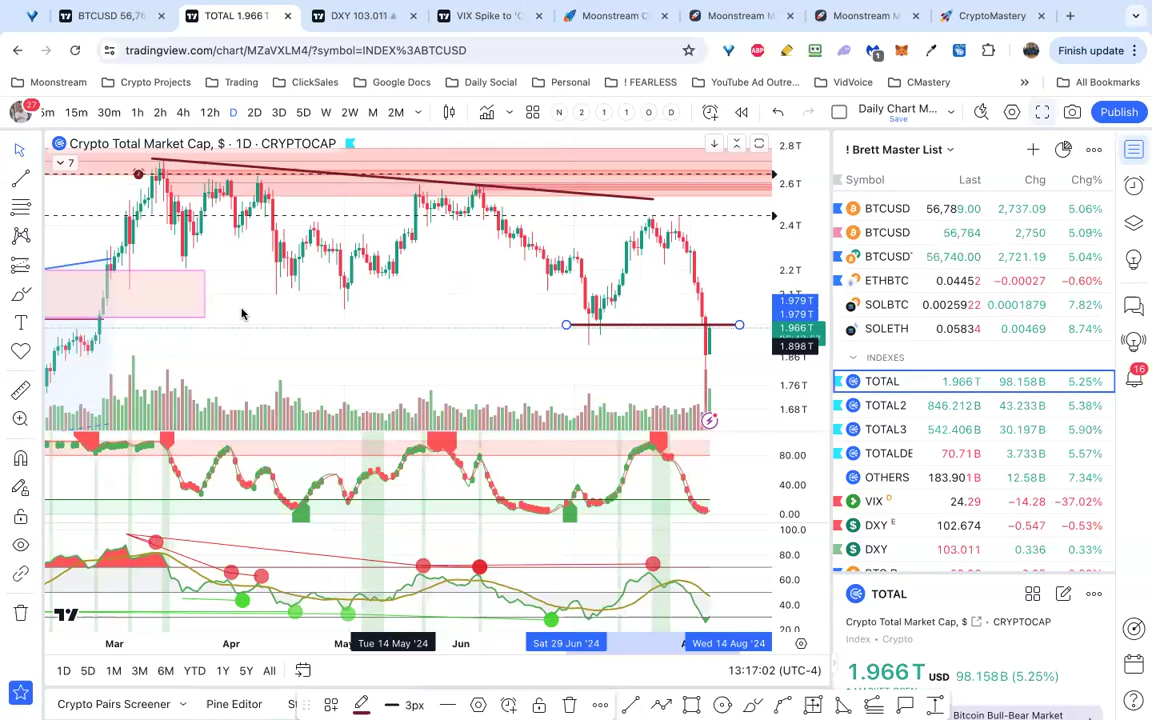 BTCUSD 56,76
TOTAL 1.966 T
DXY 103.011
VIX Spike to 'O
Moonstream C
Moonstream M
Moonstream M
CryptoMastery
tradingview.com/chart/MZaVXLM4/?symbol=INDEX%3ABTCUSD
ABP
1
Finish update
Moonstream
Crypto Projects
Trading
ClickSales
Google Docs
Daily Social
Personal
! FEARLESS
YouTube Ad Outre...
VidVoice
CMastery
»
All Bookmarks
27
5m 15m 30m 1h 2h 4h 12h D 2D 3D 5D W 2W M 2M
N 2 1 1 O D
Daily Chart M...
Save
Publish
Crypto Total Market Cap, $ · 1D · CRYPTOCAP
7
2.8 T
2.6 T
2.4 T
2.2 T
1.979 T
1.979 T
1.966 T
1.898 T
1.86 T
1.76 T
1.68 T
80.00
40.00
0.00
100.0
80.0
60.0
40.0
20.0
Mar Apr Tue 14 May '24 Jun Sat 29 Jun '24 Wed 14 Aug '24
1D 5D 1M 3M 6M YTD 1Y 5Y All
13:17:02 (UTC-4)
Crypto Pairs Screener
Pine Editor
3px
! Brett Master List
Symbol Last Chg Chg%
BTCUSD 56,789.00 2,737.09 5.06%
BTCUSD 56,764 2,750 5.09%
BTCUSD 56,740.00 2,721.19 5.04%
ETHBTC 0.04452 −0.00027 −0.60%
SOLBTC 0.0025922 0.0001879 7.82%
SOLETH 0.05834 0.00469 8.74%
INDEXES
TOTAL 1.966 T 98.158 B 5.25%
TOTAL2 846.212 B 43.233 B 5.38%
TOTAL3 542.406 B 30.197 B 5.90%
TOTALDE 70.71 B 3.733 B 5.57%
OTHERS 183.901 B 12.58 B 7.34%
VIX D 24.29 −14.28 −37.02%
DXY E 102.674 −0.547 −0.53%
DXY 103.011 0.336 0.33%
16
TOTAL
Crypto Total Market Cap, $ CRYPTOCAP
Index Crypto
1.966 T USD 98.158 B (5.25%)
Bitcoin Bull-Bear Market